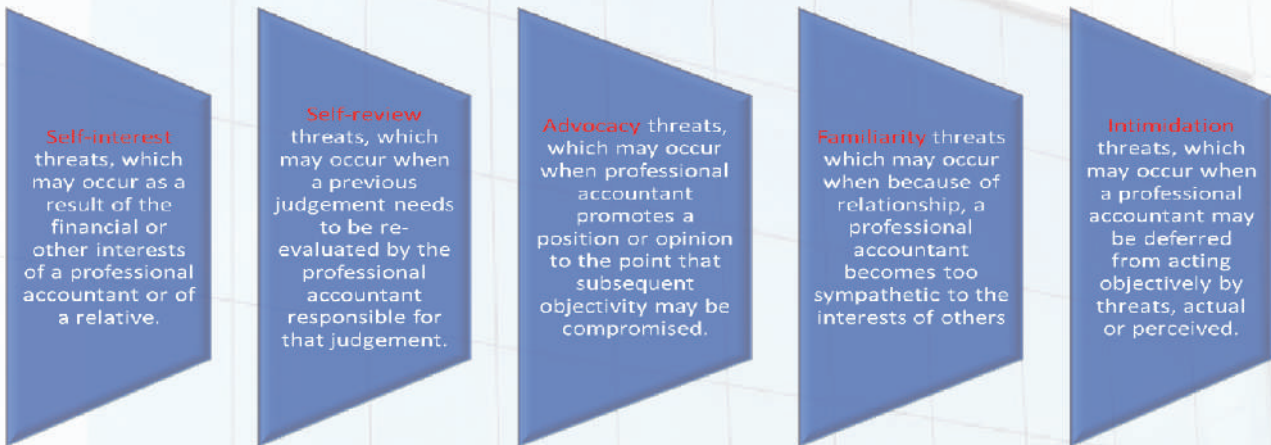 Self-interest
threats, which
may occur as a
result of the
financial or
other interests
of a professional
accountant or of
a relative.
Self-review
threats, which
may occur when
a previous
judgement needs
to be re-
evaluated by the
professional
accountant
responsible for
that judgement.
Advocacy threats,
which may occur
when professional
accountant
promotes a
position or opinion
to the point that
subsequent
objectivity may be
compromised.
Familiarity threats
which may occur
when because of
relationship, a
professional
accountant
becomes too
sympathetic to the
interests of others
Intimidation
threats, which
may occur when
a professional
accountant may
be deferred
from acting
objectively by
threats, actual
or perceived.